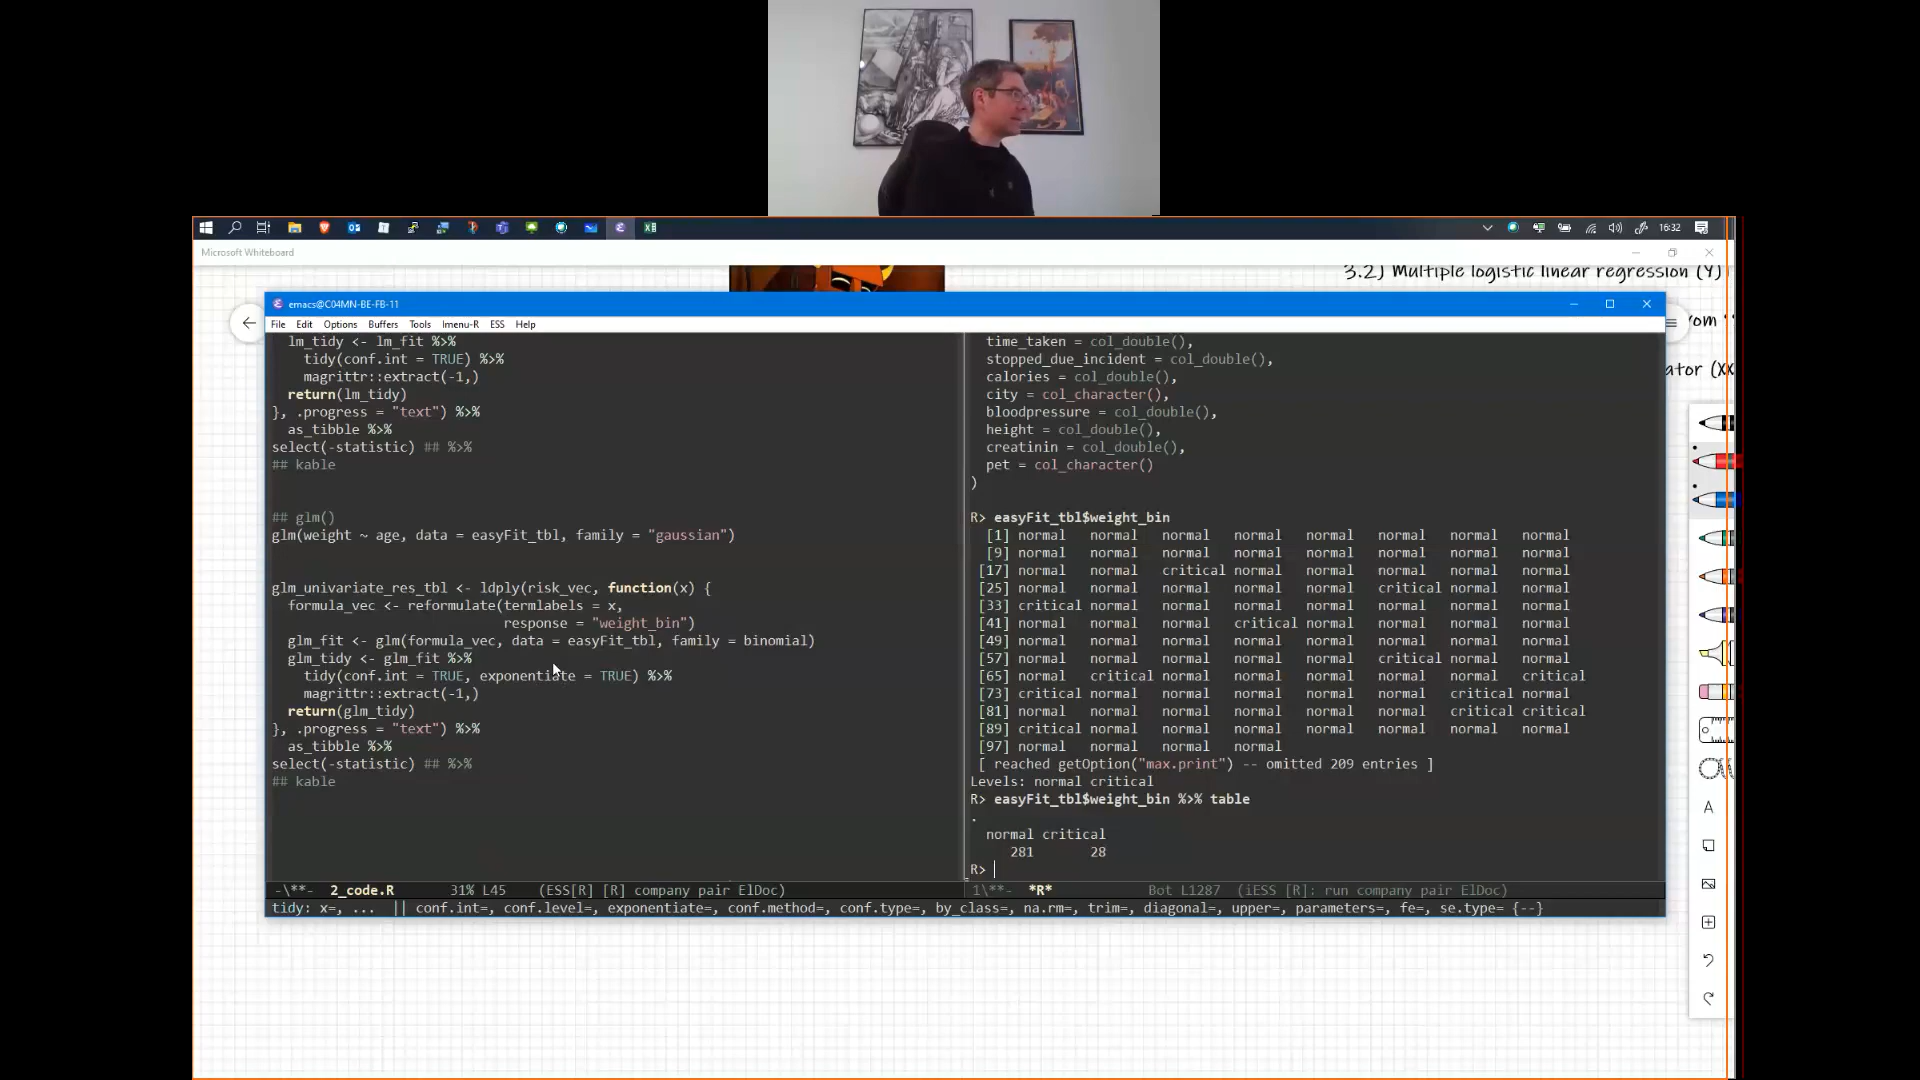 16:32
Microsoft Whiteboard
3.2) Multiple logistic linear regression (Y)
emacs@C04MN-BE-FB-11
File Edit Options Buffers Tools Imenu-R ESS Help
lm_tidy <- lm_fit %>%
tidy(conf.int = TRUE) %>%
magrittr::extract(-1,)
return(lm_tidy)
}, .progress = "text") %>%
as_tibble %>%
select(-statistic) ## %>%
## kable
## glm()
glm(weight ~ age, data = easyFit_tbl, family = "gaussian")
glm_univariate_res_tbl <- ldply(risk_vec, function(x) {
formula_vec <- reformulate(termlabels = x,
response = "weight_bin")
glm_fit <- glm(formula_vec, data = easyFit_tbl, family = binomial)
glm_tidy <- glm_fit %>%
tidy(conf.int = TRUE, exponentiate = TRUE) %>%
magrittr::extract(-1,)
return(glm_tidy)
}, .progress = "text") %>%
as_tibble %>%
select(-statistic) ## %>%
## kable
-\**- 2_code.R 31% L45 (ESS[R] [R] company pair ElDoc)
time_taken = col_double(),
stopped_due_incident = col_double(),
calories = col_double(),
city = col_character(),
bloodpressure = col_double(),
height = col_double(),
creatinin = col_double(),
pet = col_character()
)
R> easyFit_tbl$weight_bin
[1] normal normal normal normal normal normal normal normal
[9] normal normal normal normal normal normal normal normal
[17] normal normal critical normal normal normal normal normal
[25] normal normal normal normal normal critical normal normal
[33] critical normal normal normal normal normal normal normal
[41] normal normal normal critical normal normal normal normal
[49] normal normal normal normal normal normal normal normal
[57] normal normal normal normal normal critical normal normal
[65] normal critical normal normal normal normal normal critical
[73] critical normal normal normal normal normal critical normal
[81] normal normal normal normal normal normal critical critical
[89] critical normal normal normal normal normal normal normal
[97] normal normal normal normal
[ reached getOption("max.print") -- omitted 209 entries ]
Levels: normal critical
R> easyFit_tbl$weight_bin %>% table
.
normal critical
281 28
R>
1\**- *R* Bot L1287 (iESS [R]: run company pair ElDoc)
tidy: x=, ... || conf.int=, conf.level=, exponentiate=, conf.method=, conf.type=, by_class=, na.rm=, trim=, diagonal=, upper=, parameters=, fe=, se.type= {--}